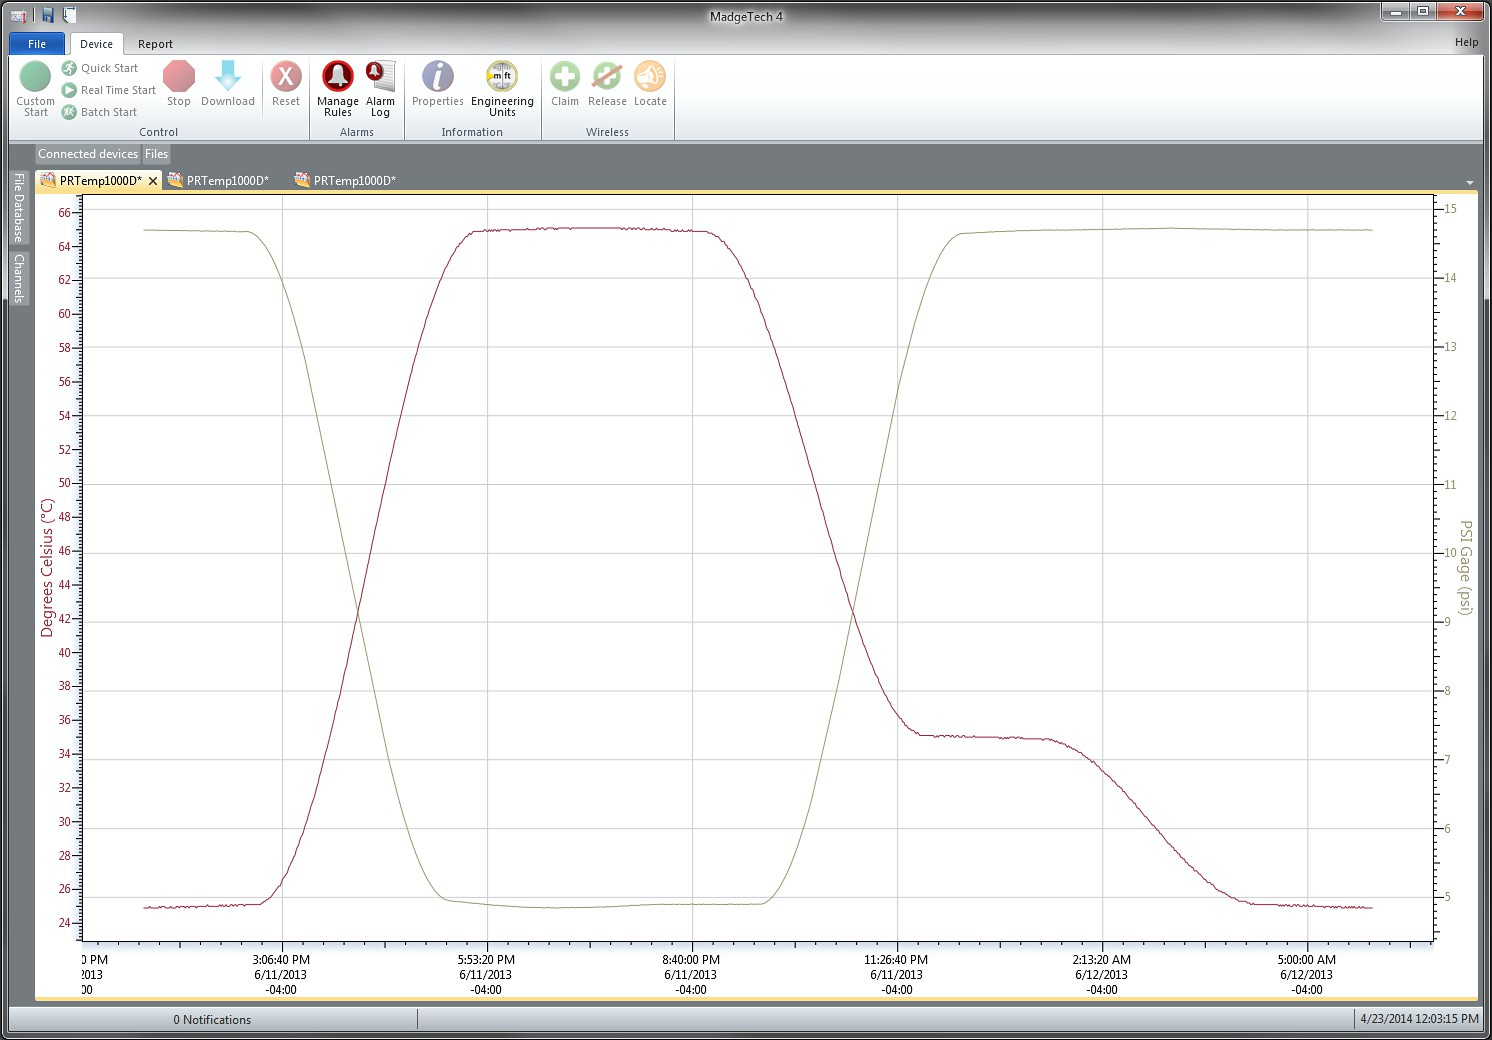 MadgeTech 4
File Device Report Help
Custom Start
Quick Start
Real Time Start
Batch Start
Stop
Download
Reset
Manage Rules
Alarm Log
Properties
Engineering Units
m ft
Claim
Release
Locate
Control Alarms Information Wireless
Connected devices Files
PRTemp1000D* PRTemp1000D* PRTemp1000D*
File Database
Channels
Degrees Celsius (°C)
66
64
62
60
58
56
54
52
50
48
46
44
42
40
38
36
34
32
30
28
26
24
15
14
13
12
11
10
9
8
7
6
5
PSI Gage (psi)
0 PM 3:06:40 PM 5:53:20 PM 8:40:00 PM 11:26:40 PM 2:13:20 AM 5:00:00 AM
2013 6/11/2013 6/11/2013 6/11/2013 6/11/2013 6/12/2013 6/12/2013
00 -04:00 -04:00 -04:00 -04:00 -04:00 -04:00
0 Notifications
4/23/2014 12:03:15 PM